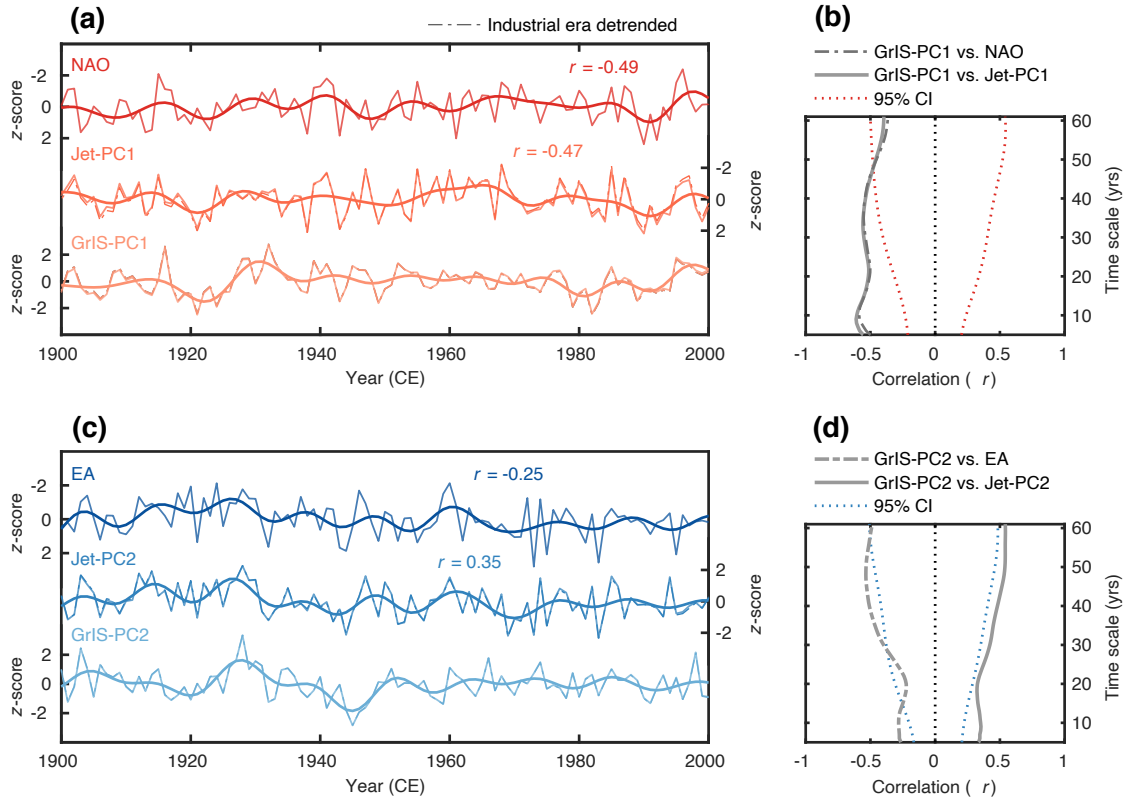 (a)
Industrial era detrended
NAO
r = -0.49
-2
0
2
z-score
Jet-PC1
r = -0.47
-2
0
2
z-score
GrIS-PC1
2
0
-2
z-score
1900 1920 1940 1960 1980 2000
Year (CE)
(b)
GrIS-PC1 vs. NAO
GrIS-PC1 vs. Jet-PC1
95% CI
60
50
40
30
20
10
Time scale (yrs)
-1 -0.5 0 0.5 1
Correlation ( r)
(c)
EA
r = -0.25
-2
0
2
z-score
Jet-PC2
r = 0.35
2
0
-2
z-score
GrIS-PC2
2
0
-2
z-score
1900 1920 1940 1960 1980 2000
Year (CE)
(d)
GrIS-PC2 vs. EA
GrIS-PC2 vs. Jet-PC2
95% CI
60
50
40
30
20
10
Time scale (yrs)
-1 -0.5 0 0.5 1
Correlation ( r)